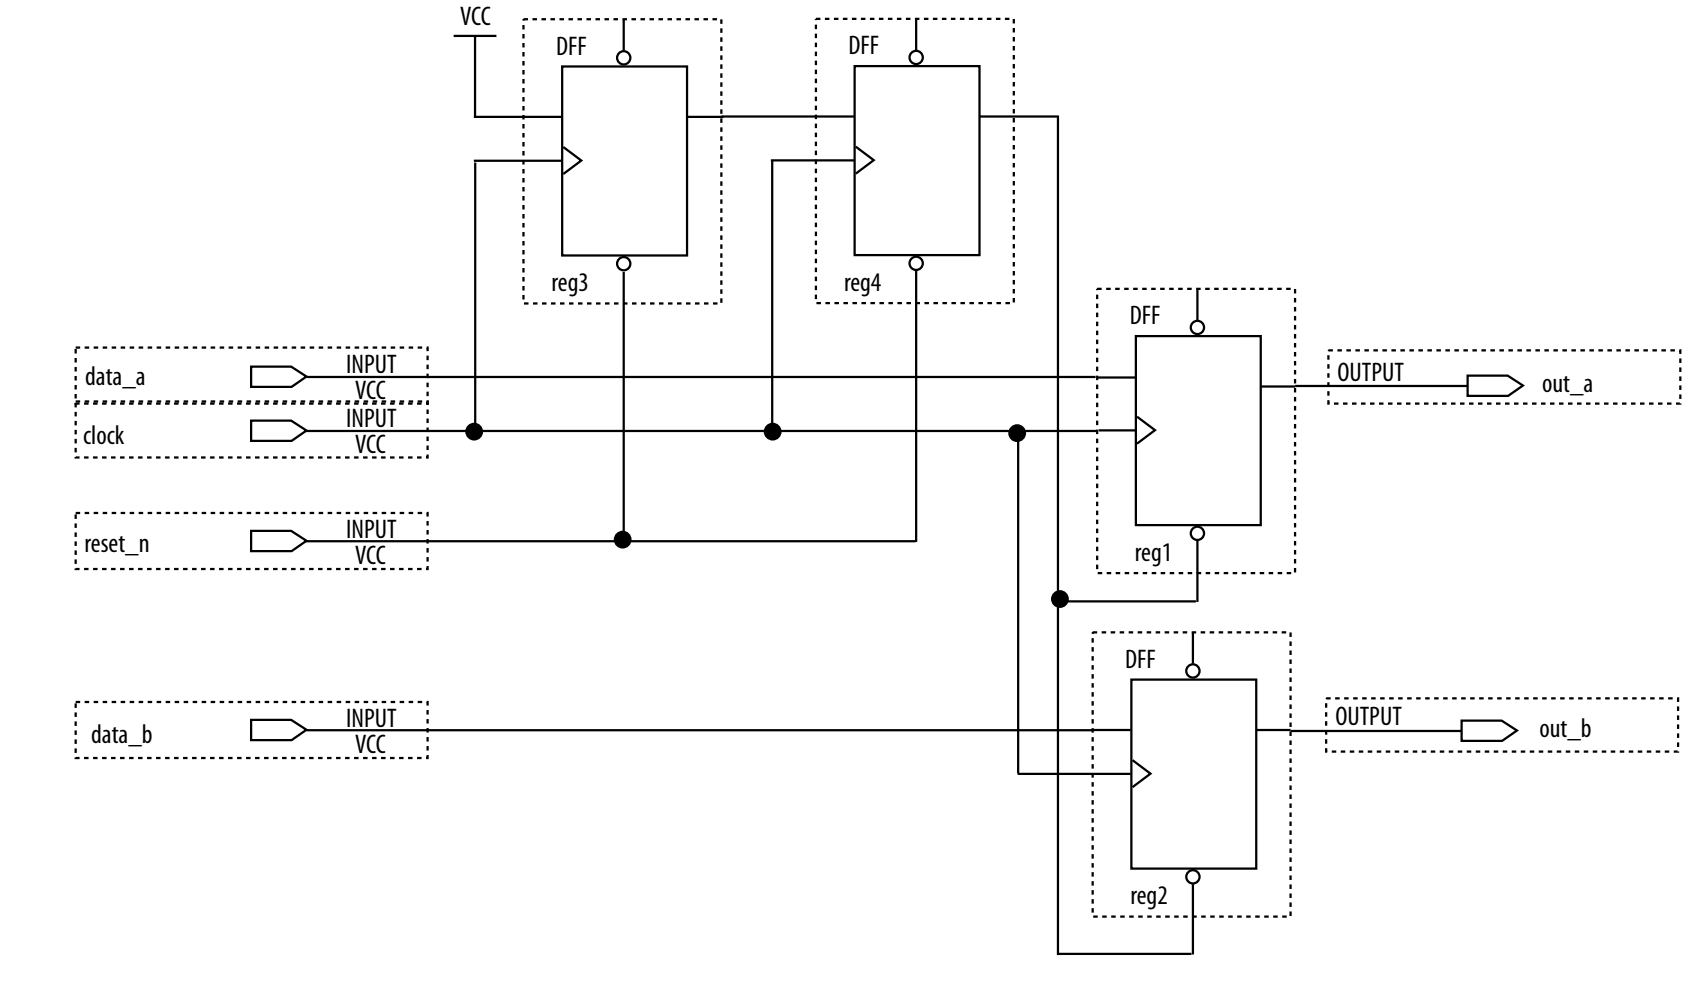 VCC
DFF
reg3
DFF
reg4
DFF
reg1
data_a
INPUT
VCC
clock
INPUT
VCC
OUTPUT
out_a
reset_n
INPUT
VCC
DFF
reg2
data_b
INPUT
VCC
OUTPUT
out_b